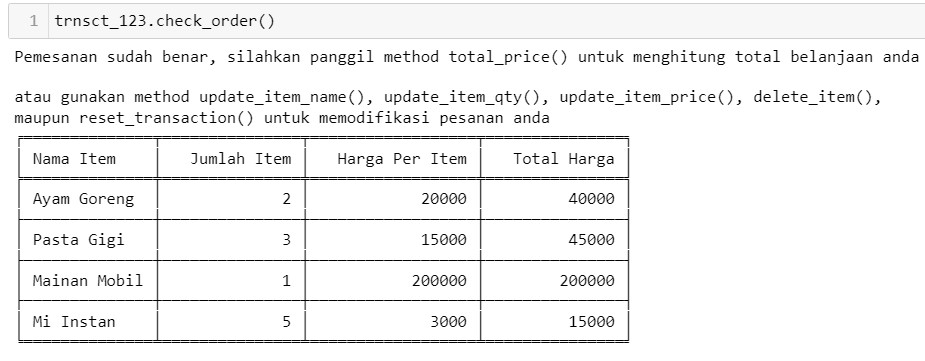 1 trnsct_123.check_order()
Pemesanan sudah benar, silahkan panggil method total_price() untuk menghitung total belanjaan anda
atau gunakan method update_item_name(), update_item_qty(), update_item_price(), delete_item(),
maupun reset_transaction() untuk memodifikasi pesanan anda
Nama Item Jumlah Item Harga Per Item Total Harga
Ayam Goreng 2 20000 40000
Pasta Gigi 3 15000 45000
Mainan Mobil 1 200000 200000
Mi Instan 5 3000 15000